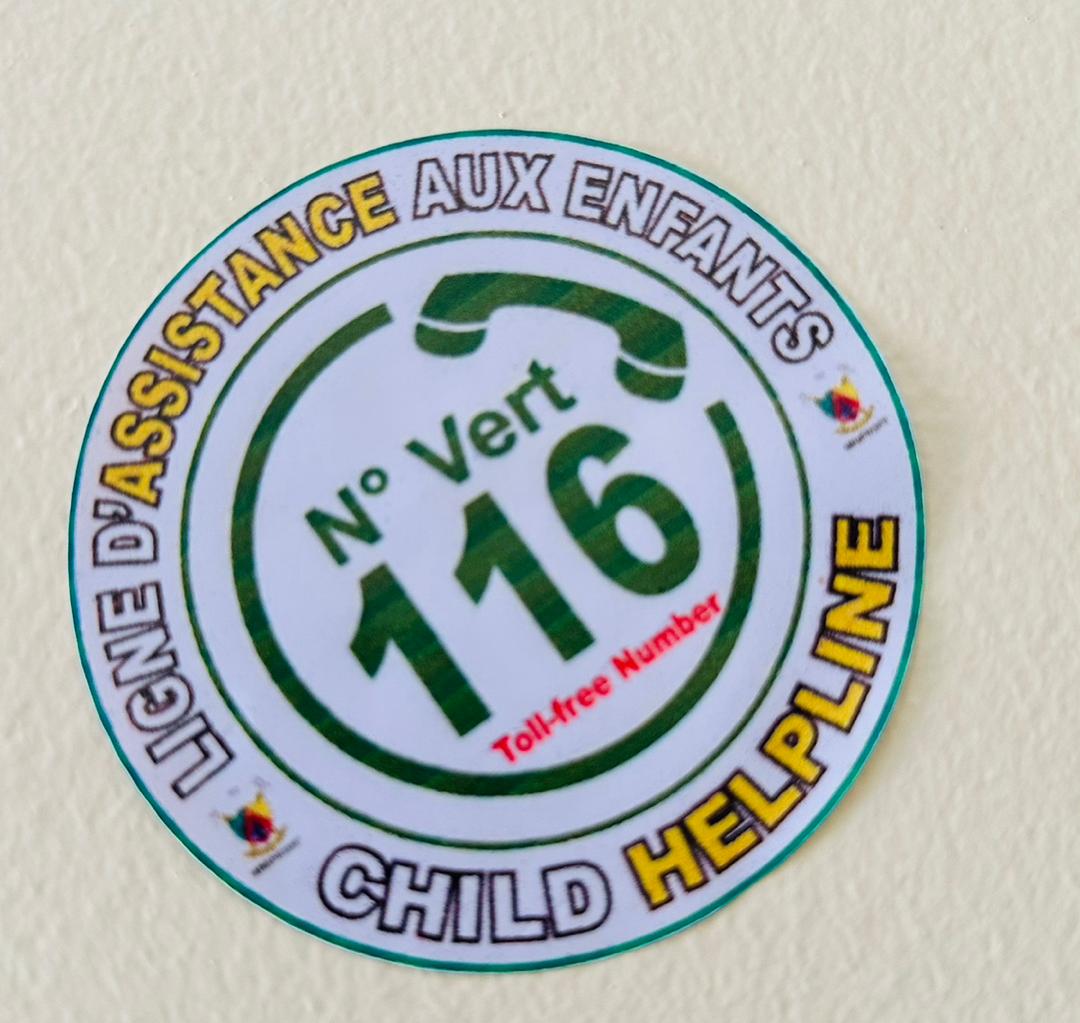 LIGNE D'ASSISTANCE AUX ENFANTS
N° Vert
116
Toll-free Number
CHILD HELPLINE